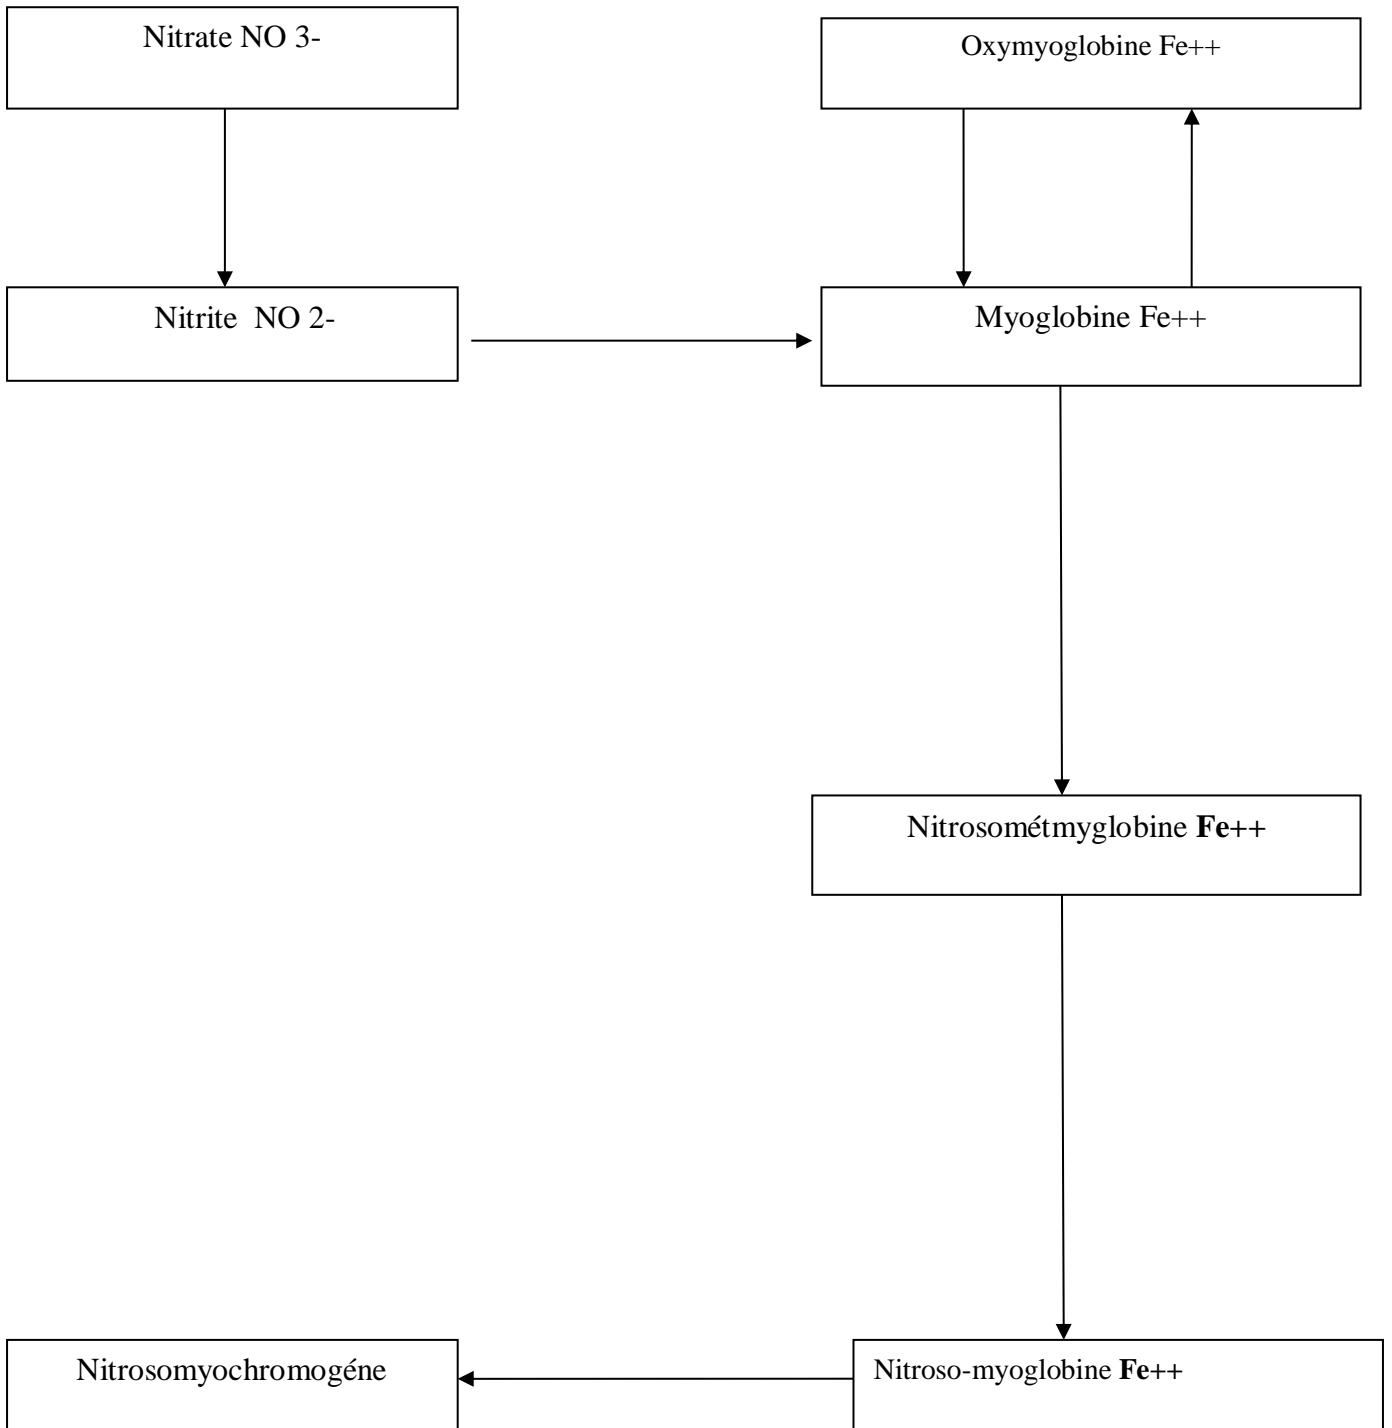 Nitrate NO 3-
Oxymyoglobine Fe++
Nitrite  NO 2-
Myoglobine Fe++
Nitrosométmyglobine Fe++
Nitrosomyochromogéne
Nitroso-myoglobine Fe++